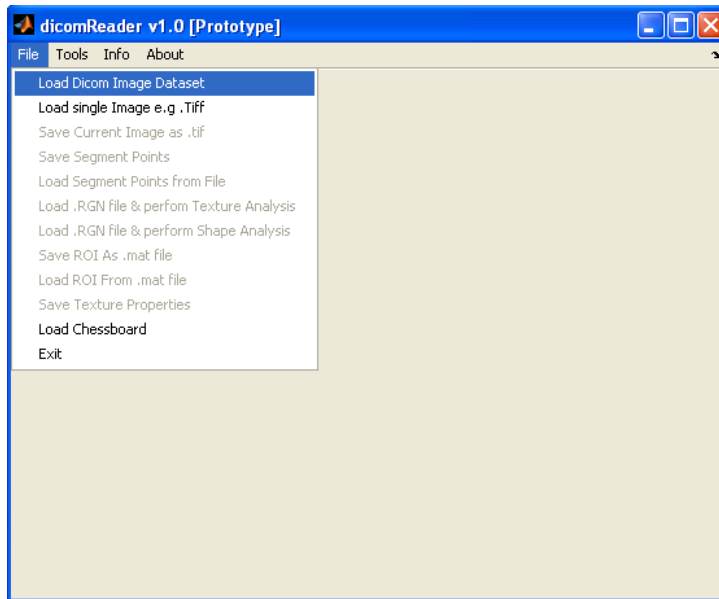 dicomReader v1.0 [Prototype]
File Tools Info About
Load Dicom Image Dataset
Load single Image e.g .Tiff
Save Current Image as .tif
Save Segment Points
Load Segment Points from File
Load .RGN file & perfom Texture Analysis
Load .RGN file & perform Shape Analysis
Save ROI As .mat file
Load ROI From .mat file
Save Texture Properties
Load Chessboard
Exit